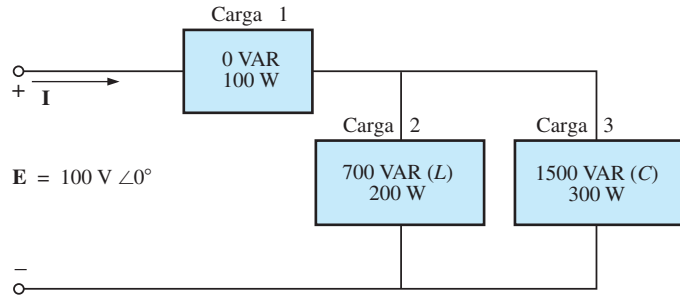 Carga 1
0 VAR
100 W
+
I
Carga 2
Carga 3
E = 100 V ∠0°
700 VAR (L)
200 W
1500 VAR (C)
300 W
–